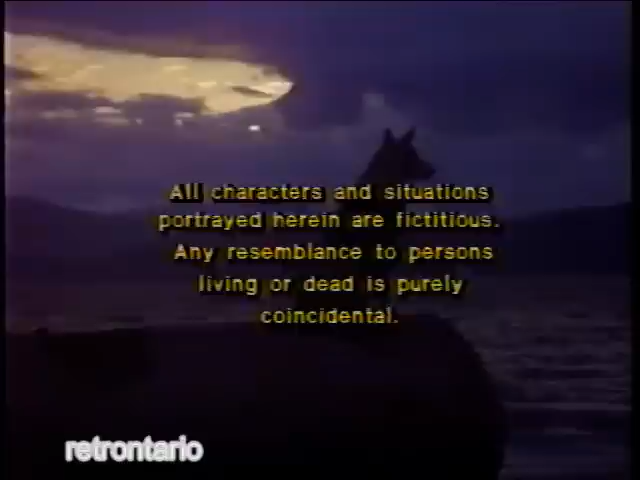 All characters and situations
portrayed herein are fictitious.
Any resemblance to persons
living or dead is purely
coincidental.
retrontario